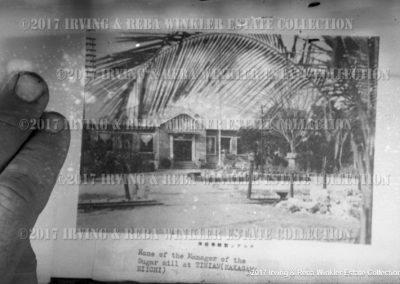 ©2017 IRVING & REBA WINKLER ESTATE COLLECTION
©2017 IRVING & REBA WINKLER ESTATE COLLECTION
©2017 IRVING & REBA WINKLER ESTATE COLLECTION
©2017 IRVING & REBA WINKLER ESTATE COLLECTION
©2017 IRVING & REBA WINKLER ESTATE COLLECTION
Home of the Manager of the
Sugar mill at TINIAN(NAKAGAWA
EIICHI)
©2017 Irving & Reba Winkler Estate Collection